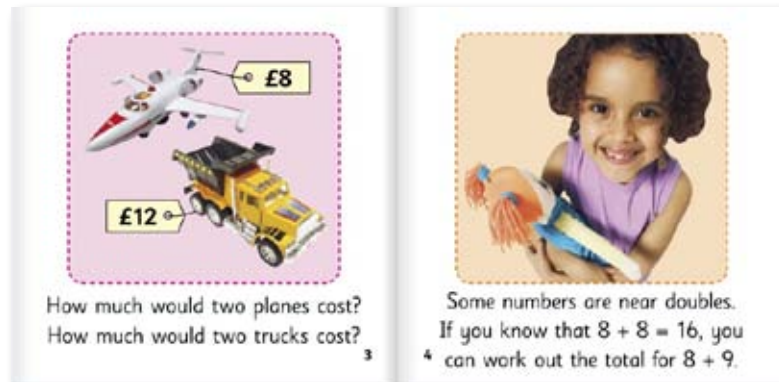 £8
£12
How much would two planes cost?
How much would two trucks cost?
3
Some numbers are near doubles.
If you know that 8 + 8 = 16, you
4 can work out the total for 8 + 9.